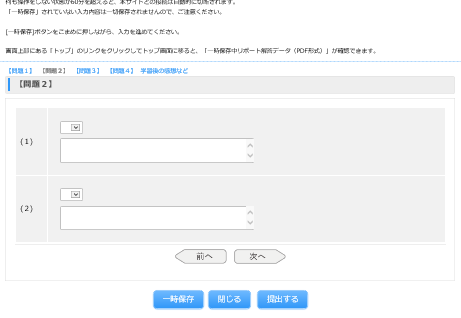 何も操作をしない状態が60分を超えると、本サイトとの接続は自動的に切断されます。
「一時保存」されていない入力内容は一切保存されませんので、ご注意ください。
[一時保存]ボタンをこまめに押しながら、入力を進めてください。
画面上部にある「トップ」のリンクをクリックしてトップ画面に戻ると、「一時保存中リポート解答データ（PDF形式）」が確認できます。
【問題１】 【問題２】 【問題３】 【問題４】 学習後の感想など
【問題２】
(1)
(2)
前へ 次へ
一時保存 閉じる 提出する